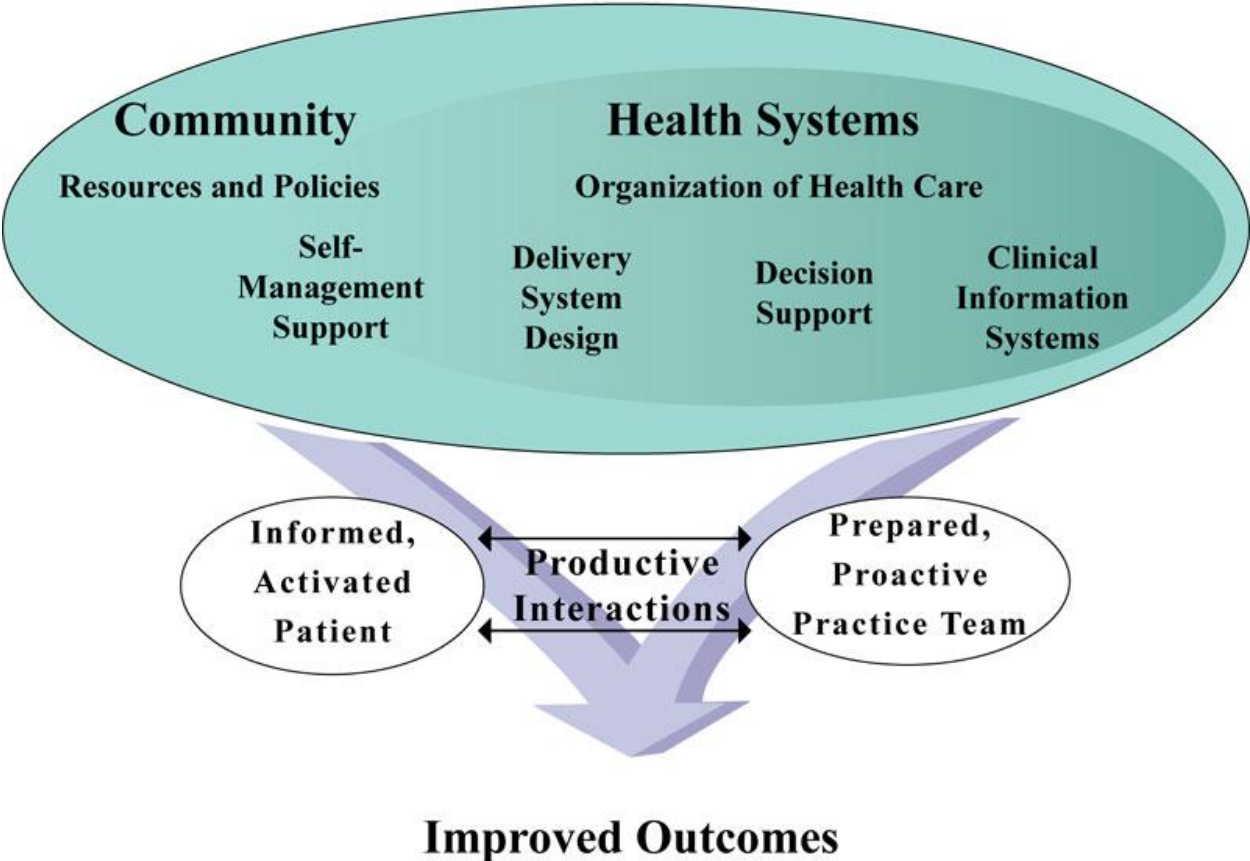 Community
Health Systems
Resources and Policies
Organization of Health Care
Self-
Management
Support
Delivery
System
Design
Decision
Support
Clinical
Information
Systems
Informed,
Activated
Patient
Productive
Interactions
Prepared,
Proactive
Practice Team
Improved Outcomes